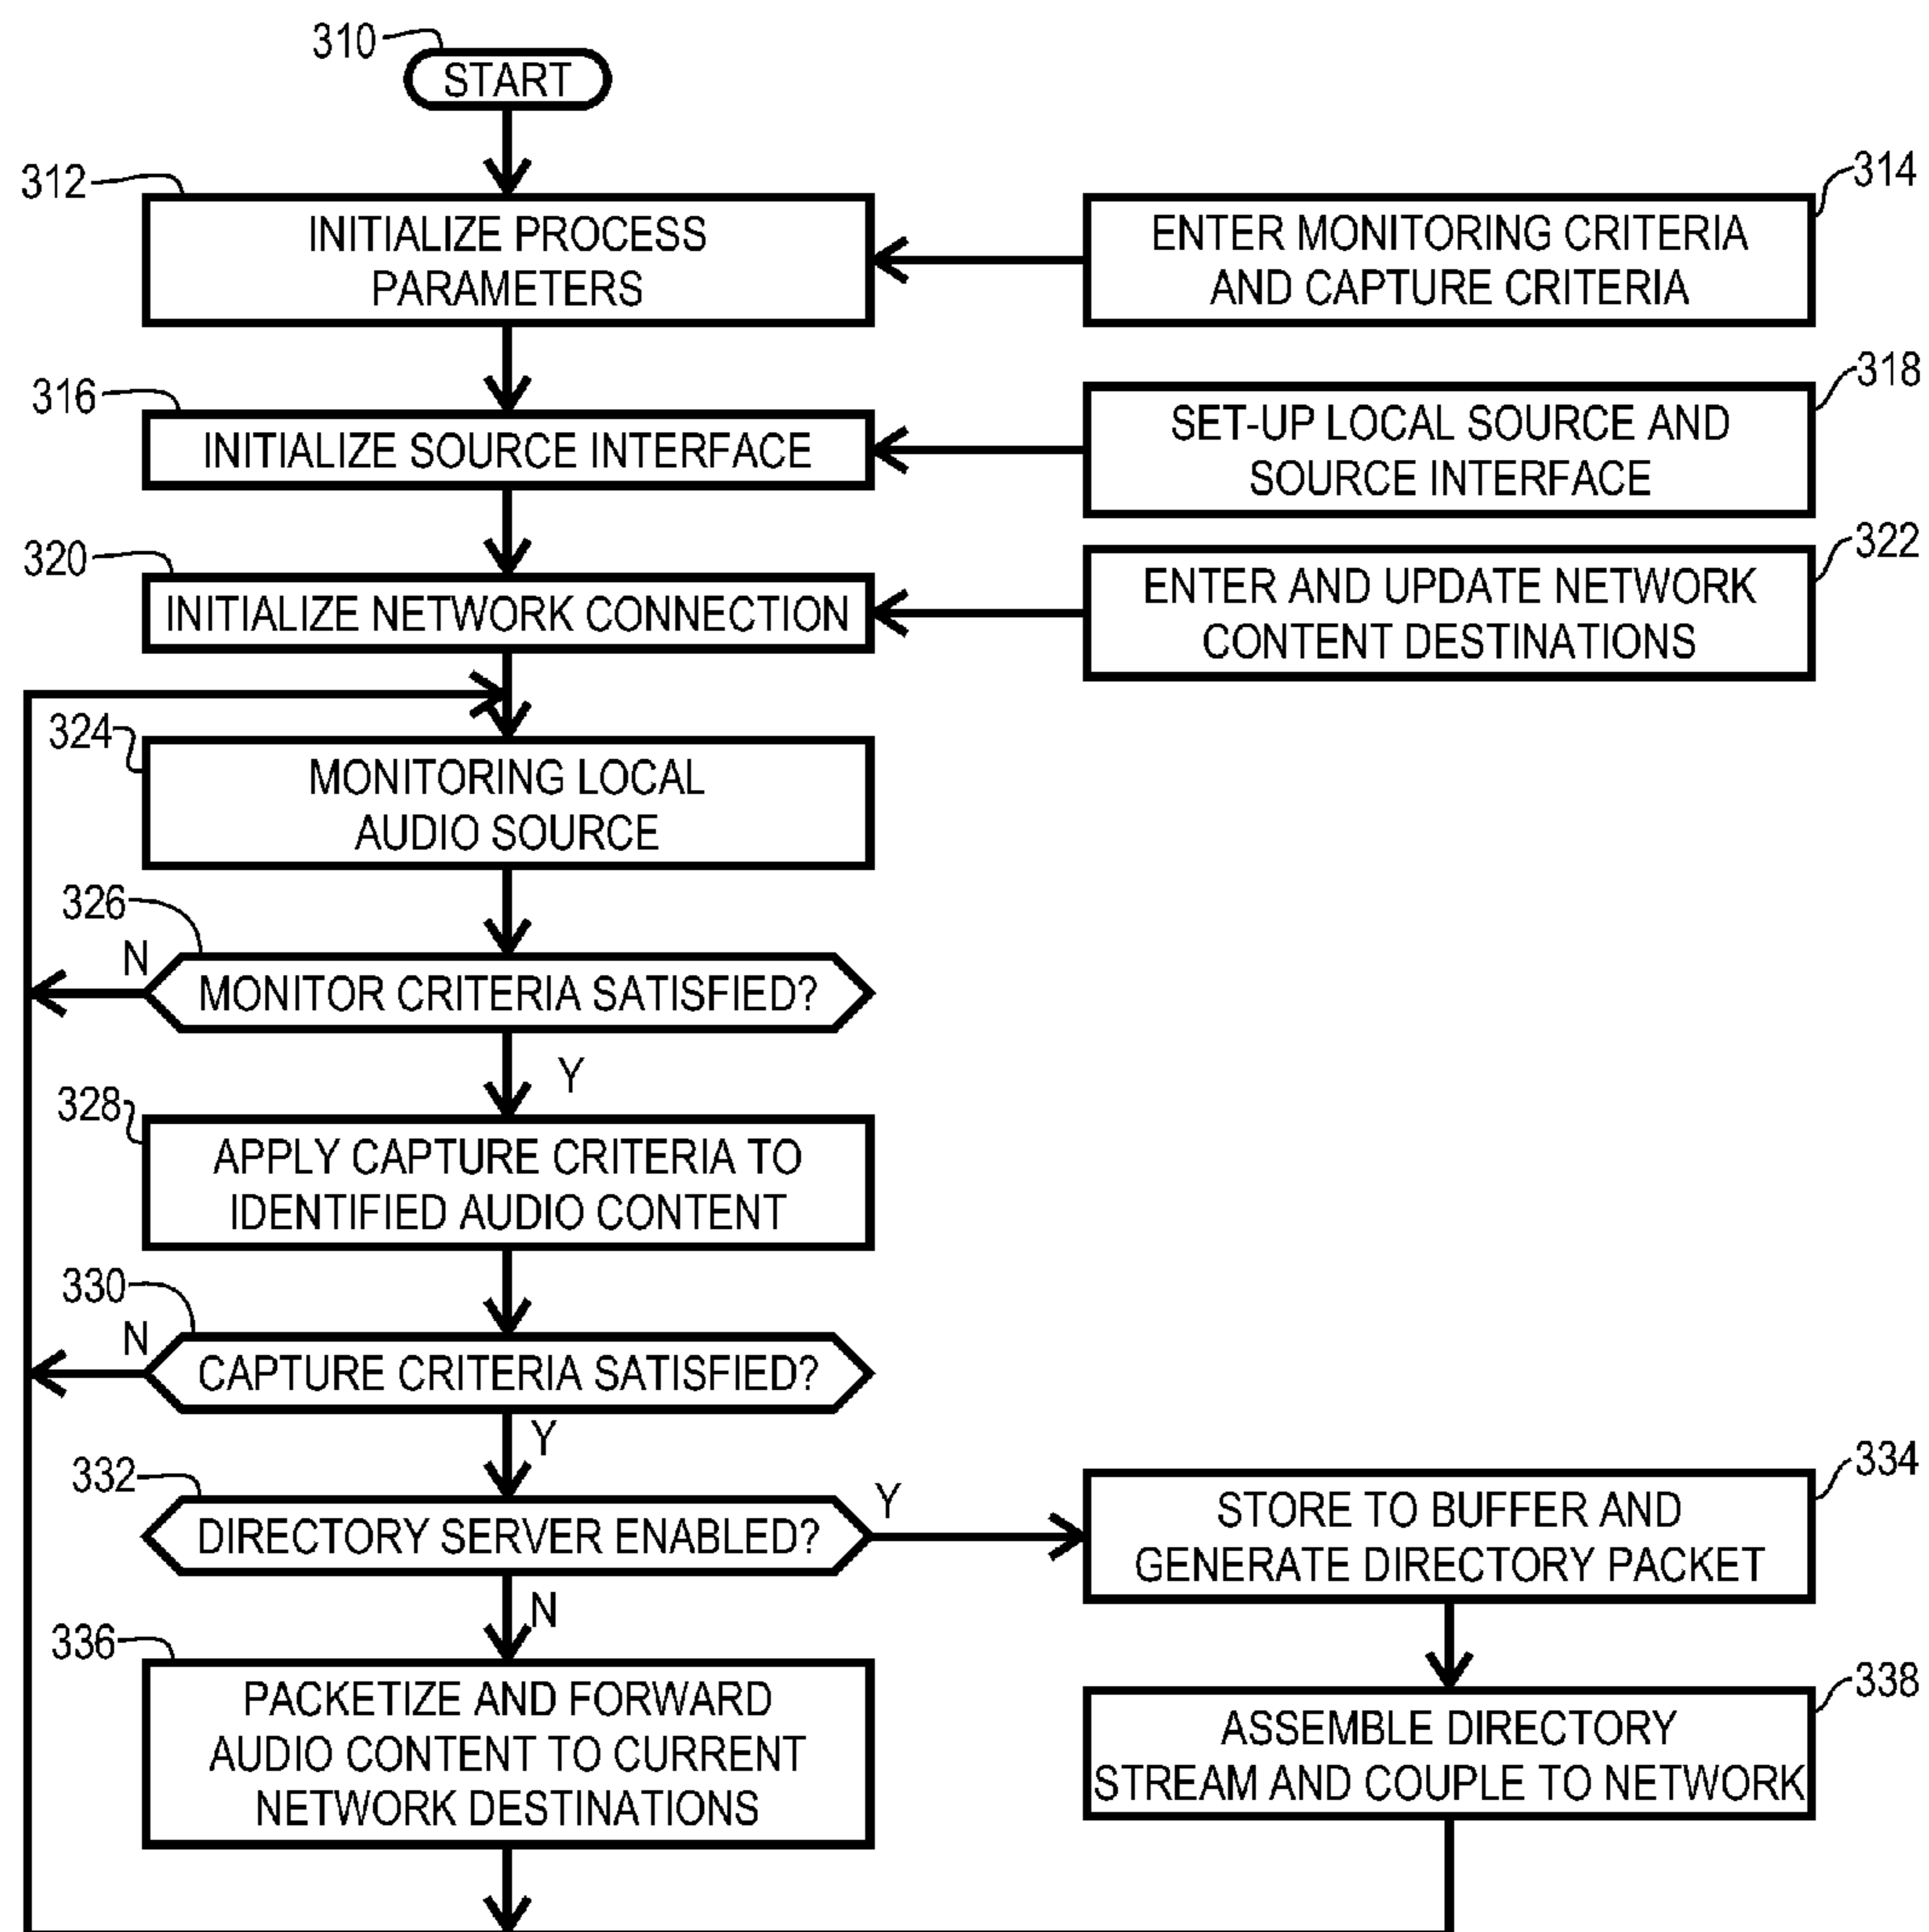 310
START
312
INITIALIZE PROCESS
PARAMETERS
314
ENTER MONITORING CRITERIA
AND CAPTURE CRITERIA
316
INITIALIZE SOURCE INTERFACE
318
SET-UP LOCAL SOURCE AND
SOURCE INTERFACE
320
INITIALIZE NETWORK CONNECTION
322
ENTER AND UPDATE NETWORK
CONTENT DESTINATIONS
324
MONITORING LOCAL
AUDIO SOURCE
326
N
MONITOR CRITERIA SATISFIED?
Y
328
APPLY CAPTURE CRITERIA TO
IDENTIFIED AUDIO CONTENT
330
N
CAPTURE CRITERIA SATISFIED?
Y
332
DIRECTORY SERVER ENABLED?
Y
334
STORE TO BUFFER AND
GENERATE DIRECTORY PACKET
N
336
PACKETIZE AND FORWARD
AUDIO CONTENT TO CURRENT
NETWORK DESTINATIONS
338
ASSEMBLE DIRECTORY
STREAM AND COUPLE TO NETWORK